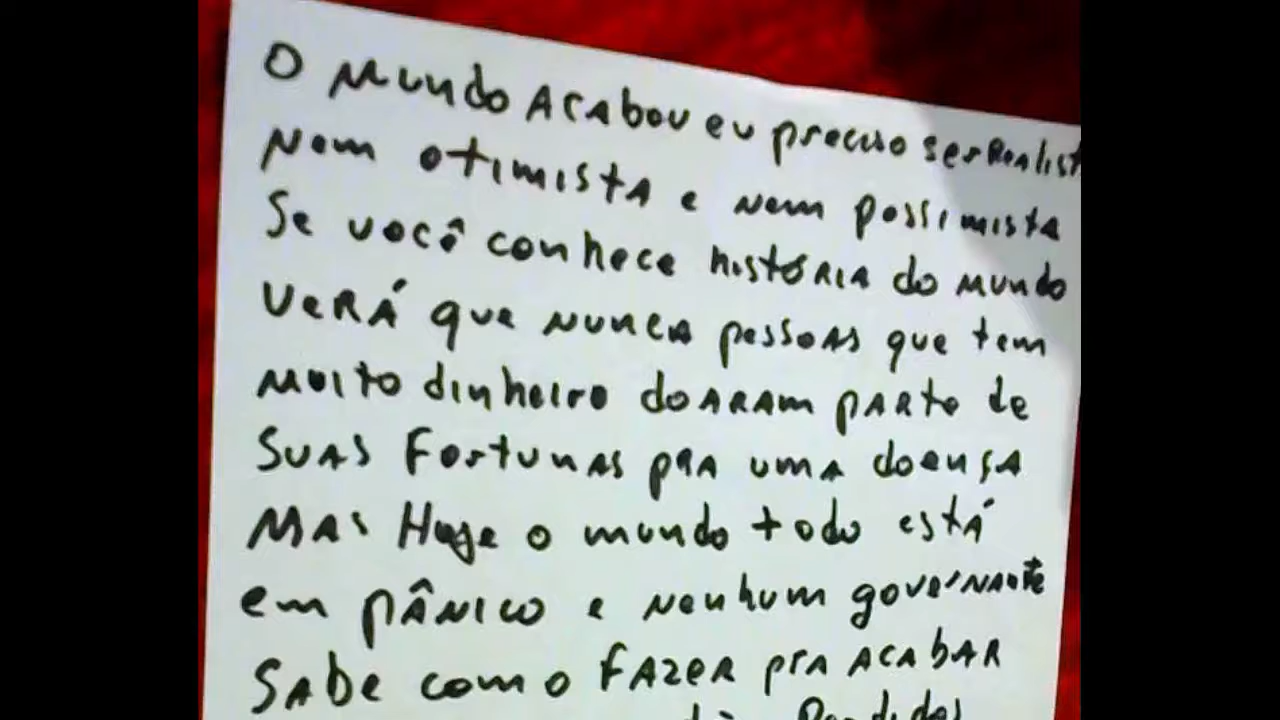 O Mundo Acabou eu preciso ser Realist
Nem otimista e nem possimista
Se você conhece história do mundo
verá que nunca pessoas que tem
muito dinheiro doaram parte de
suas Fortunas pra uma doença
Mas Hoje o mundo todo está
em pânico e nenhum governante
Sabe como fazer pra acabar